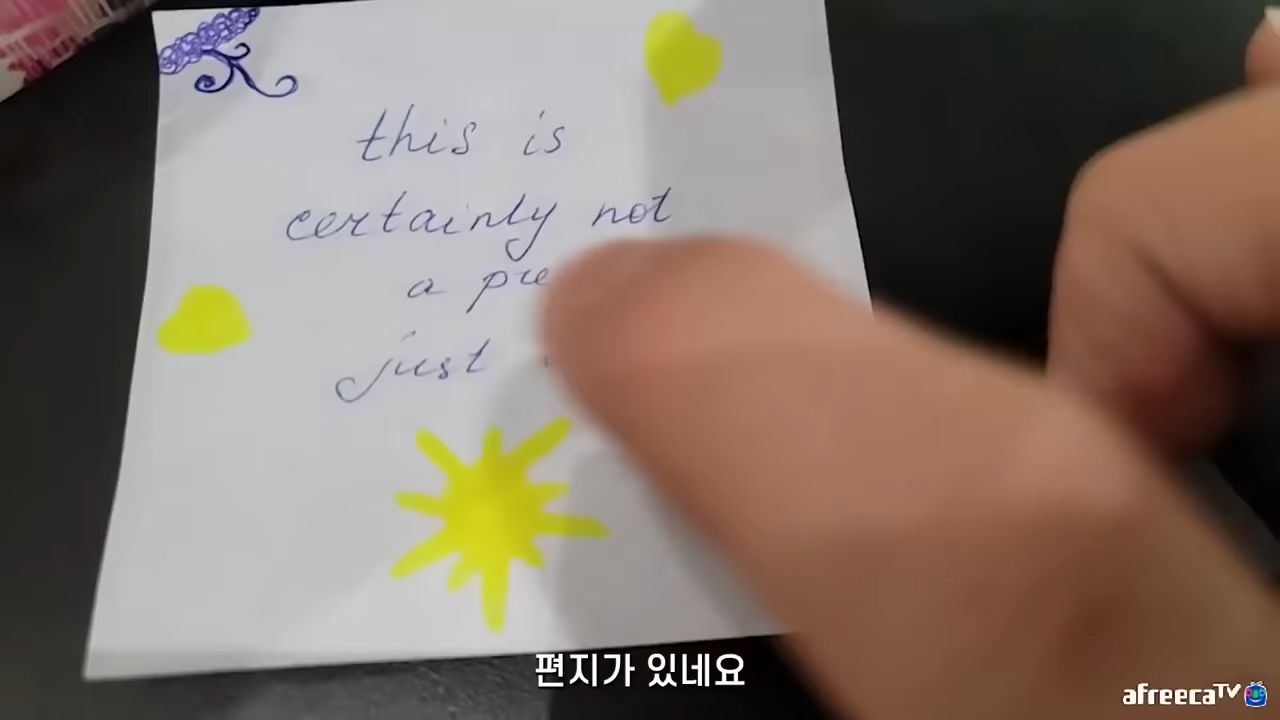 this is
certainly not
a
just
편지가 있네요
afreecaTV